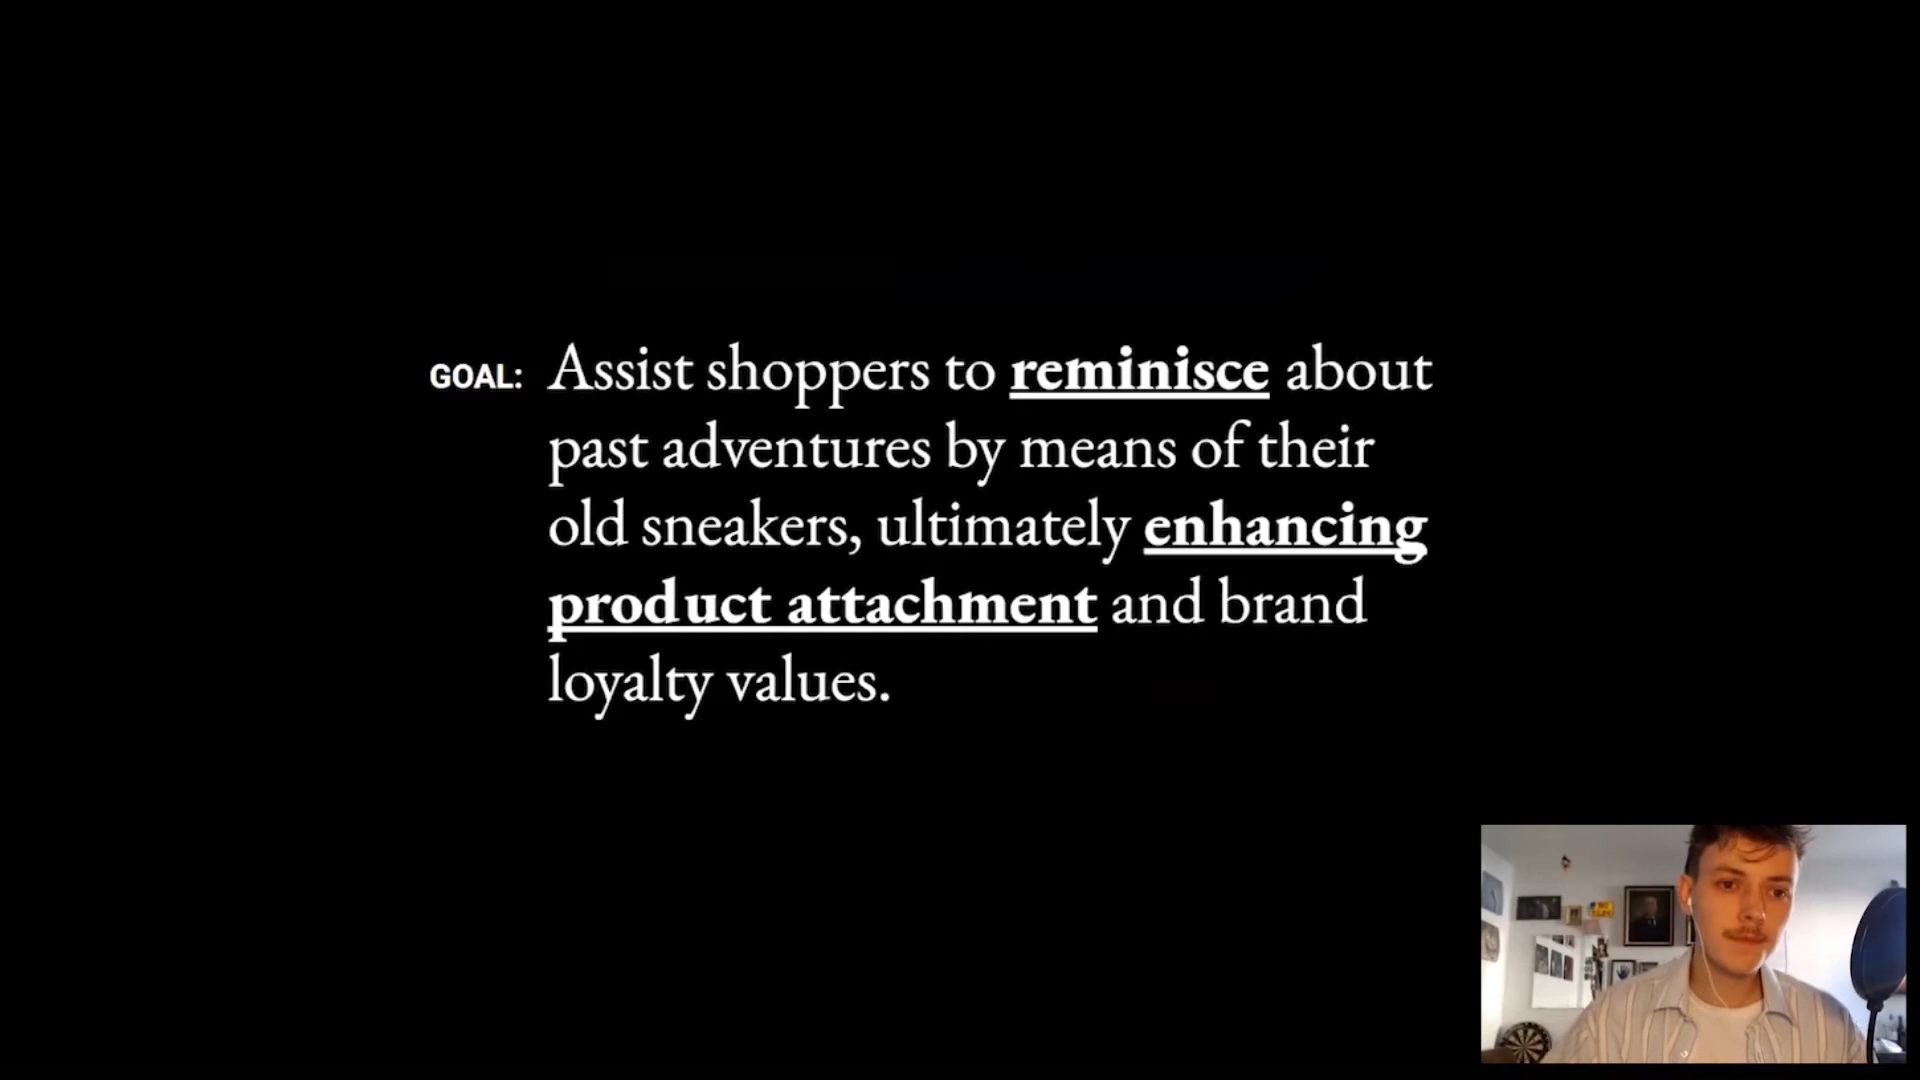 GOAL: Assist shoppers to reminisce about
past adventures by means of their
old sneakers, ultimately enhancing
product attachment and brand
loyalty values.